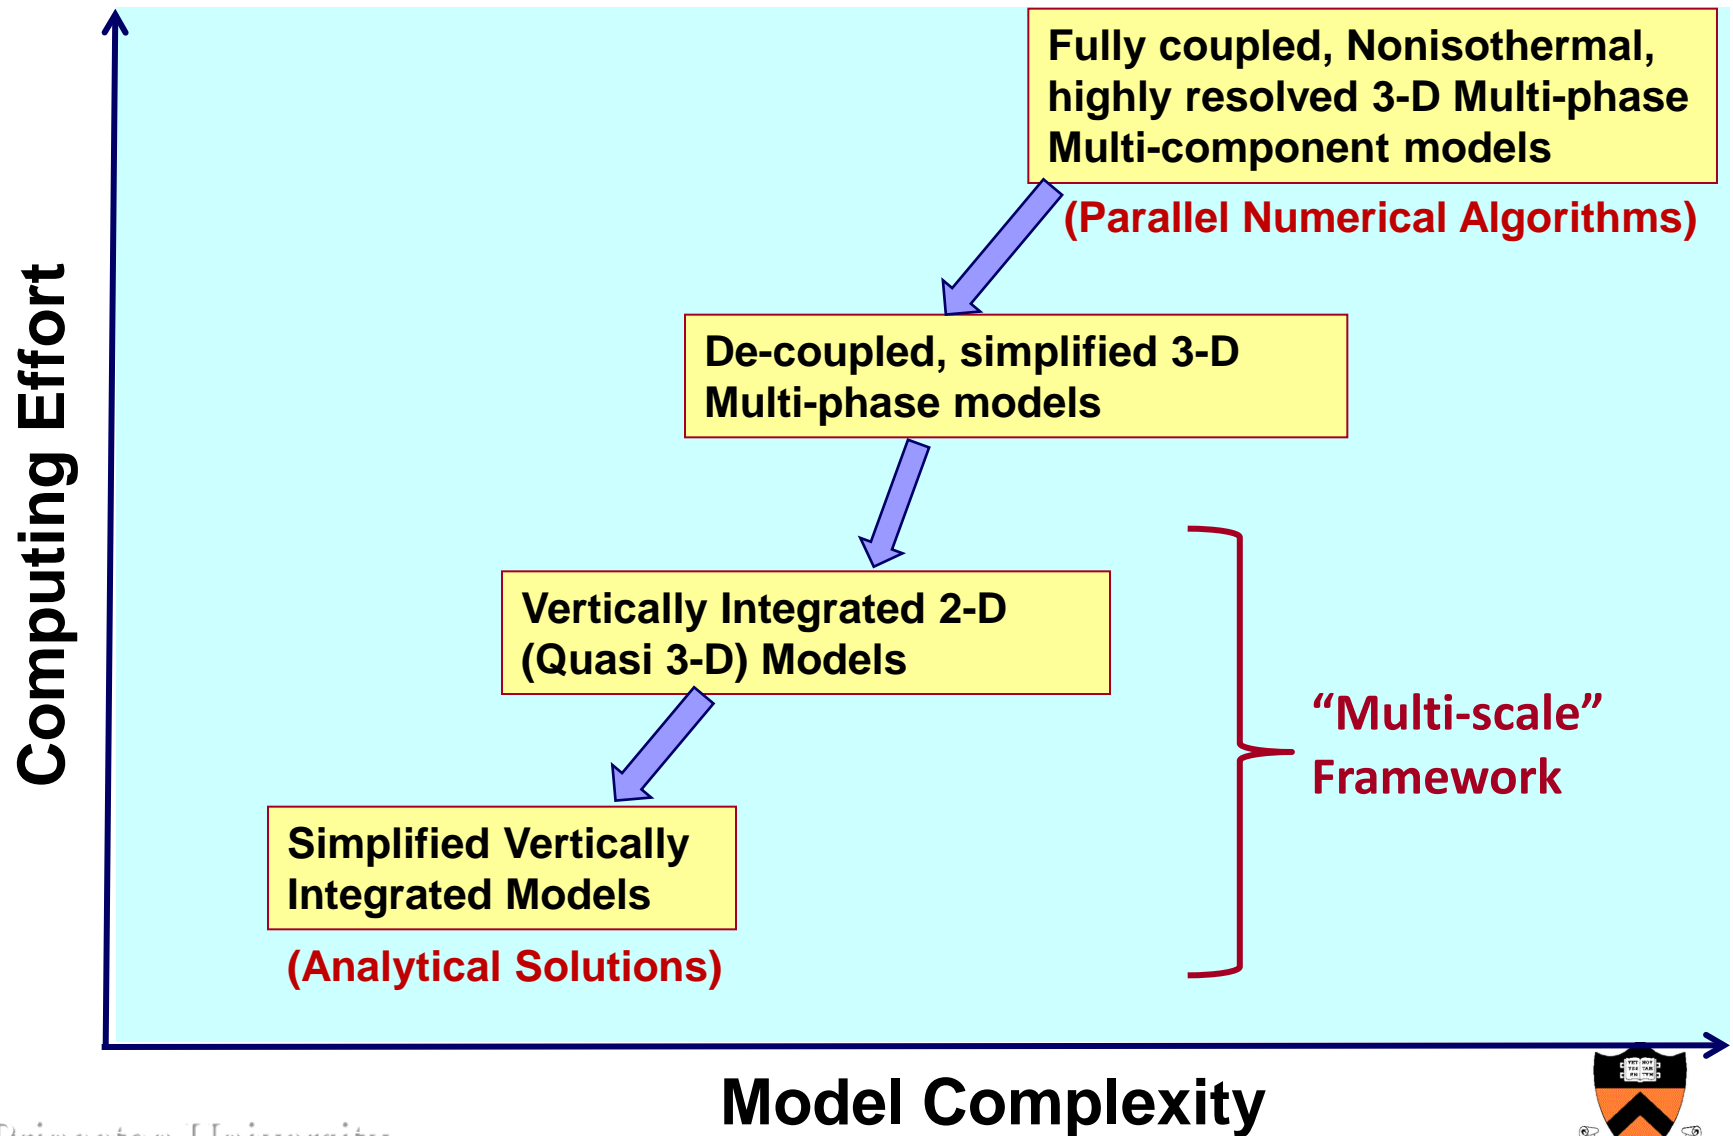 Fully coupled, Nonisothermal,
highly resolved 3-D Multi-phase
Multi-component models
(Parallel Numerical Algorithms)
De-coupled, simplified 3-D
Multi-phase models
Vertically Integrated 2-D
(Quasi 3-D) Models
“Multi-scale”
Framework
Simplified Vertically
Integrated Models
(Analytical Solutions)
Computing Effort
Model Complexity
Princeton University